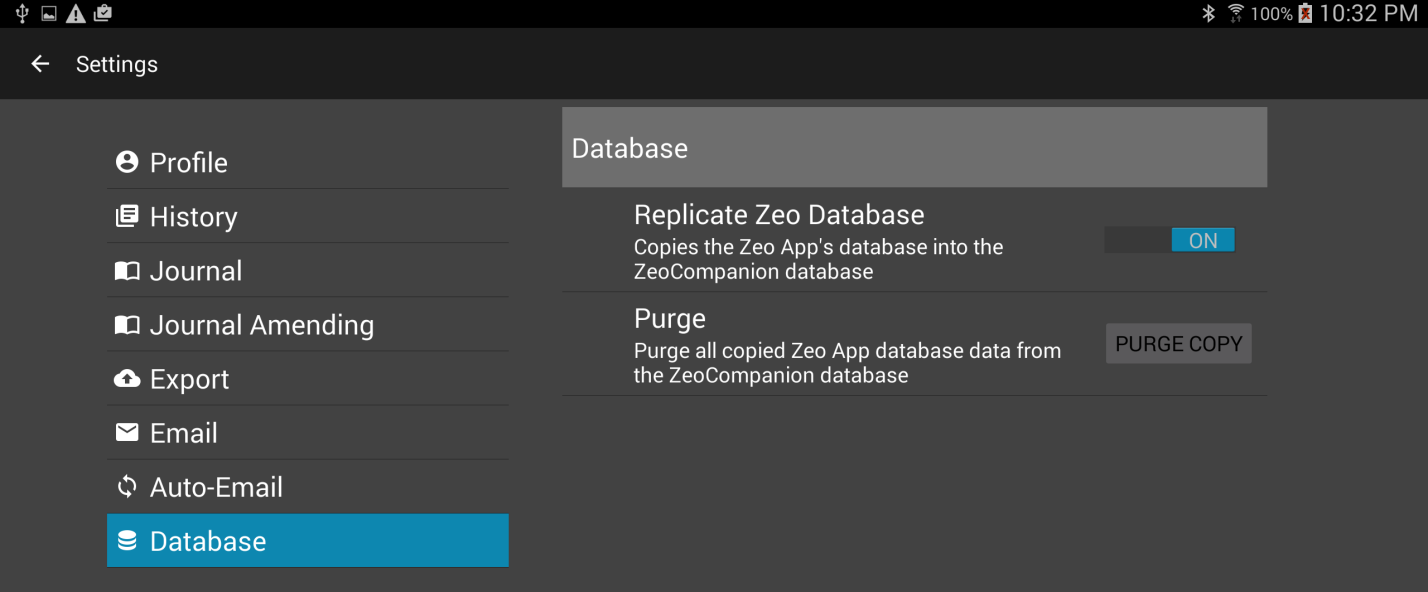 100% 10:32 PM
Settings
Profile
History
Journal
Journal Amending
Export
Email
Auto-Email
Database
Database
Replicate Zeo Database
Copies the Zeo App's database into the
ZeoCompanion database
ON
Purge
Purge all copied Zeo App database data from
the ZeoCompanion database
PURGE COPY